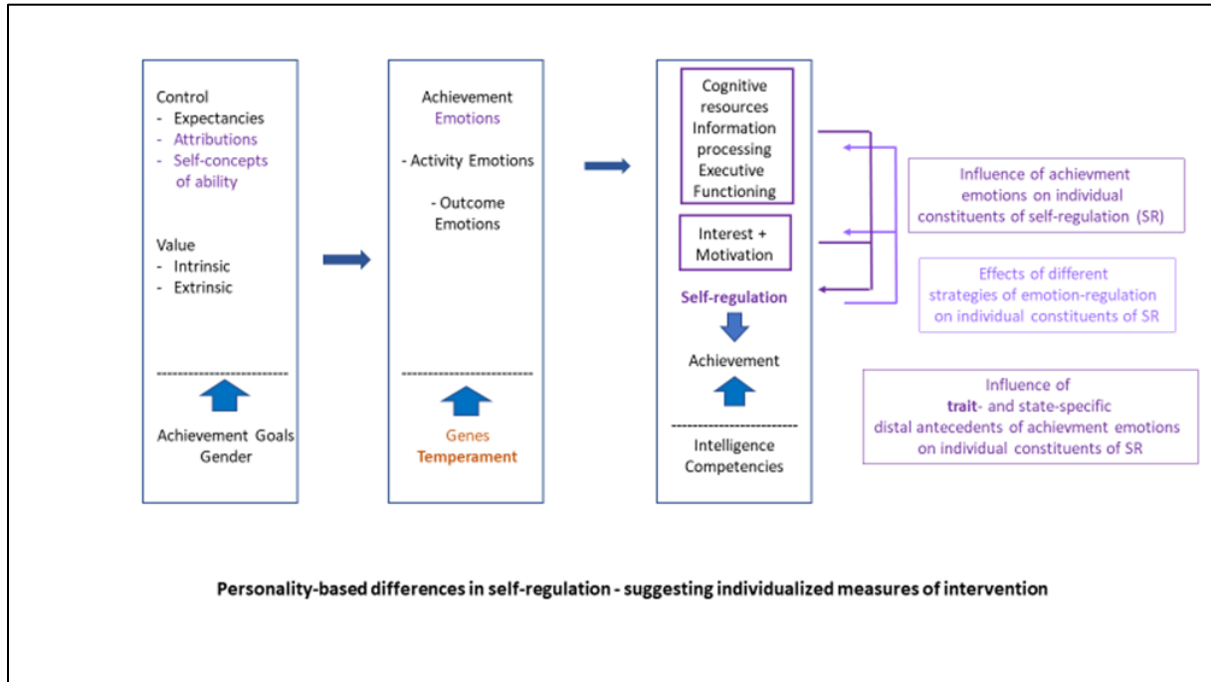 Control
- Expectancies
- Attributions
- Self-concepts
of ability
Value
- Intrinsic
- Extrinsic
Achievement Goals
Gender
Achievement
Emotions
- Activity Emotions
- Outcome
Emotions
Genes
Temperament
Cognitive
resources
Information
processing
Executive
Functioning
Interest +
Motivation
Self-regulation
Achievement
Intelligence
Competencies
Influence of achievment
emotions on individual
constituents of self-regulation (SR)
Effects of different
strategies of emotion-regulation
on individual constituents of SR
Influence of
trait- and state-specific
distal antecedents of achievment emotions
on individual constituents of SR
Personality-based differences in self-regulation - suggesting individualized measures of intervention